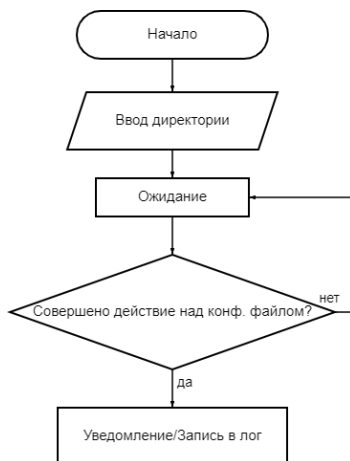 Начало
Ввод директории
Ожидание
Совершено действие над конф. файлом?
нет
да
Уведомление/Запись в лог